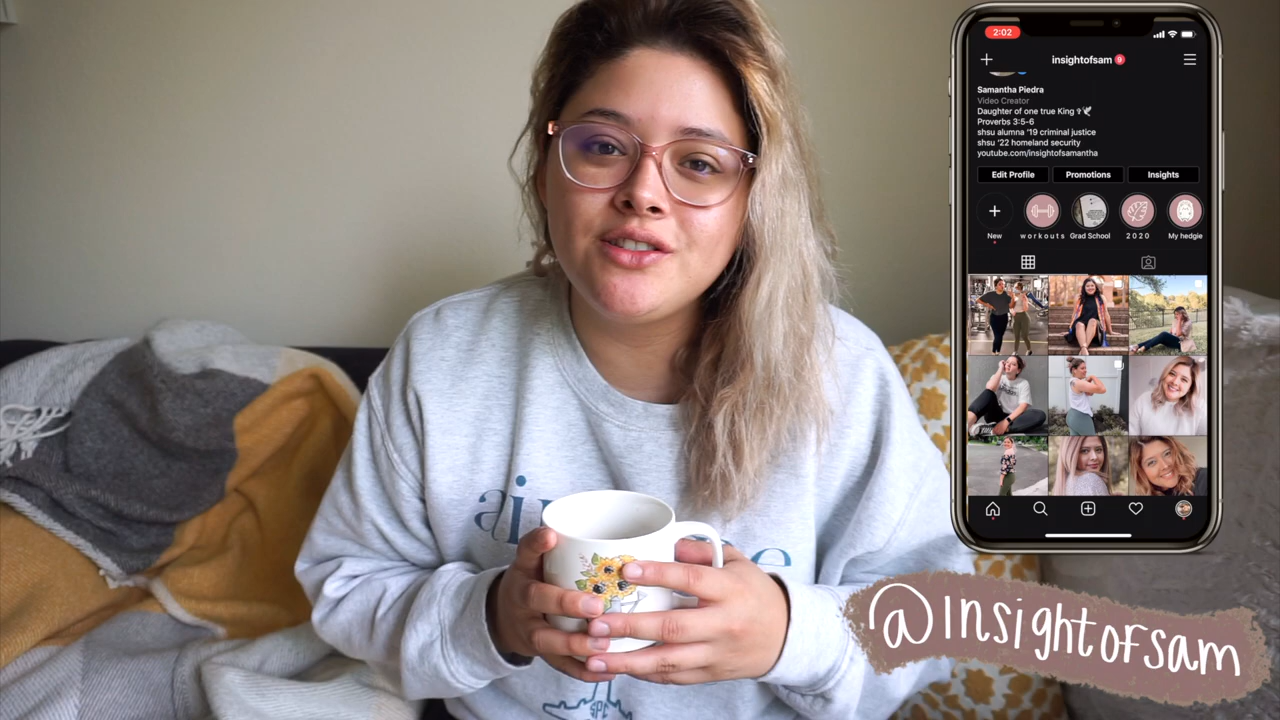 2:02
insightofsam 9
Samantha Piedra
Video Creator
Daughter of one true King ✞🕊
Proverbs 3:5-6
shsu alumna '19 criminal justice
shsu '22 homeland security
youtube.com/insightofsamantha
Edit Profile Promotions Insights
New workouts Grad School 2020 My hedgie
@insightofsam